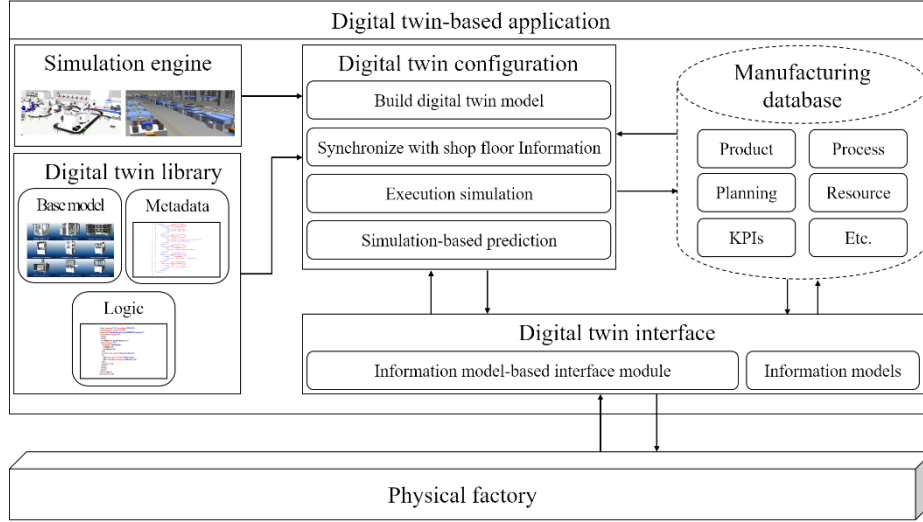 Digital twin-based application
Simulation engine
Digital twin library
Base model
Metadata
Logic
Digital twin configuration
Build digital twin model
Synchronize with shop floor Information
Execution simulation
Simulation-based prediction
Manufacturing
database
Product
Process
Planning
Resource
KPIs
Etc.
Digital twin interface
Information model-based interface module
Information models
Physical factory